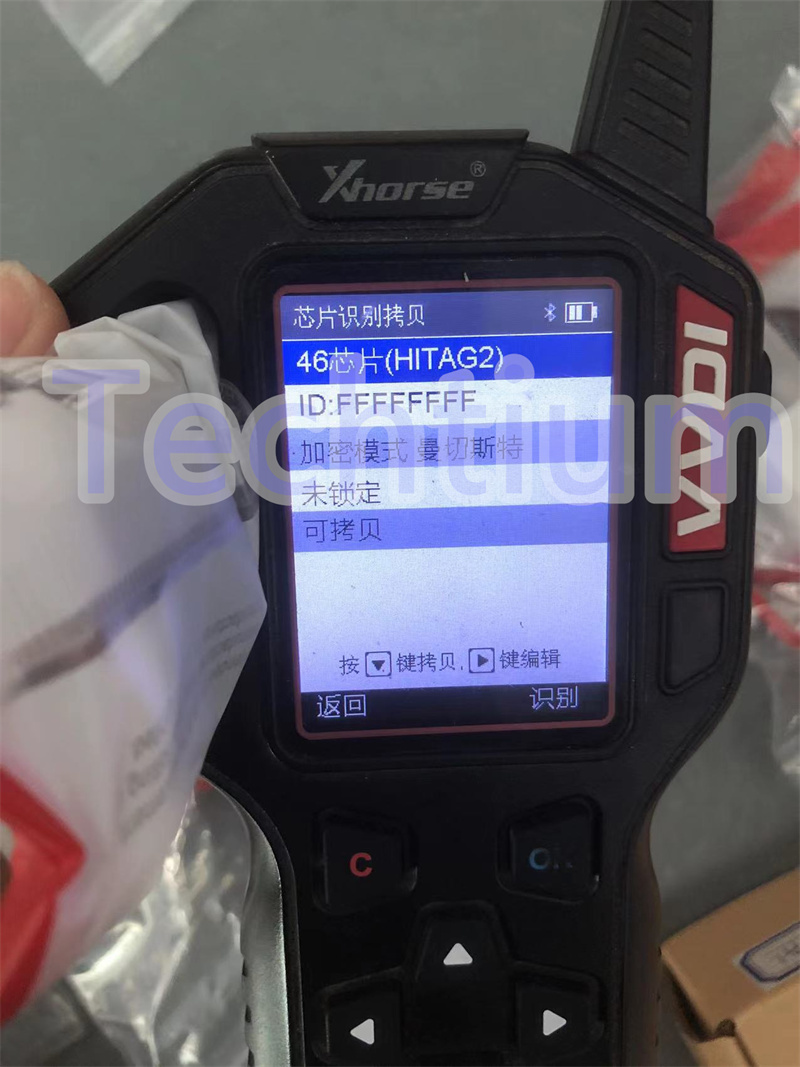 Xhorse®
芯片识别拷贝
46芯片(HITAG2)
ID:FFFFFFFF
加密模式 曼切斯特
未锁定
可拷贝
按▼键拷贝,▶键编辑
返回 识别
VVDI
C OK
Techtium